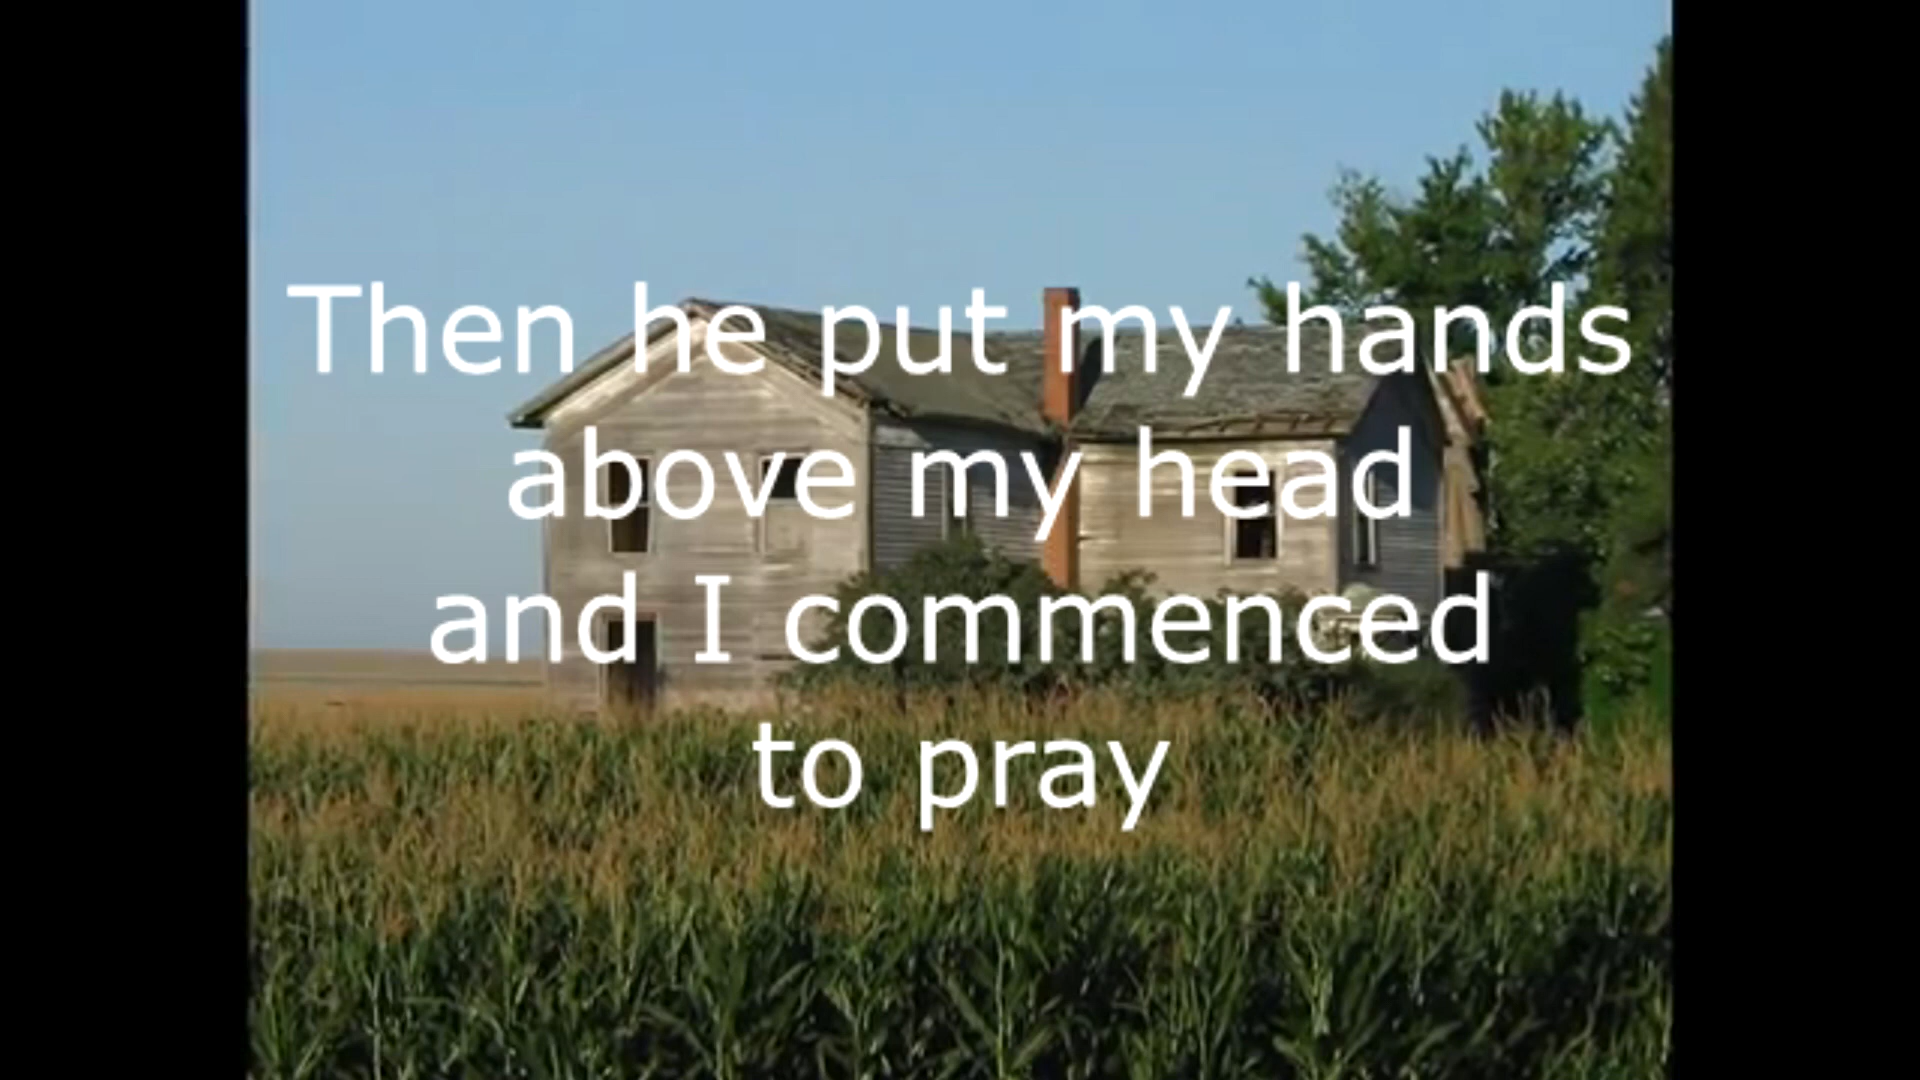 Then he put my hands
above my head
and I commenced
to pray